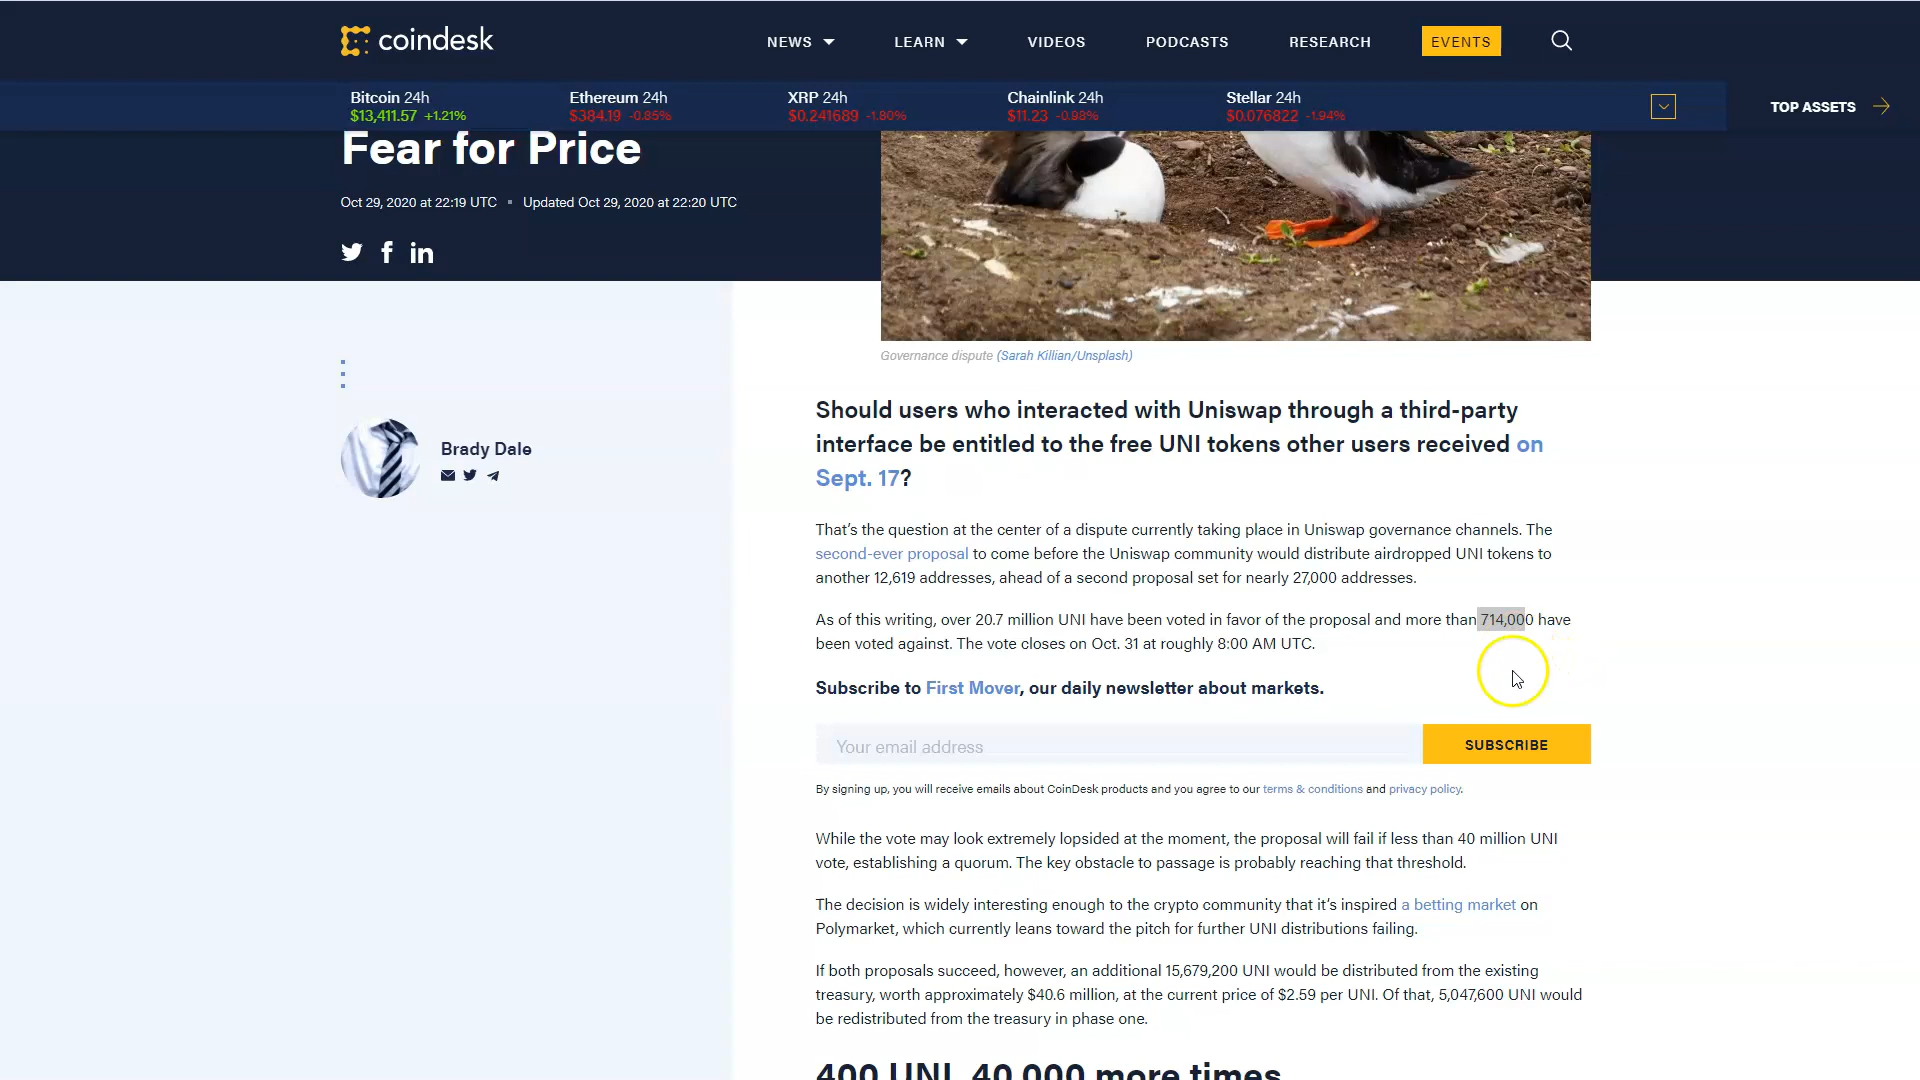 coindesk
NEWS LEARN VIDEOS PODCASTS RESEARCH EVENTS
Bitcoin 24h
$13,411.57 +1.21%
Ethereum 24h
$384.19 -0.85%
XRP 24h
$0.241689 -1.80%
Chainlink 24h
$11.23 -0.98%
Stellar 24h
$0.076822 -1.94%
TOP ASSETS
Fear for Price
Oct 29, 2020 at 22:19 UTC ▪ Updated Oct 29, 2020 at 22:20 UTC
Governance dispute (Sarah Killian/Unsplash)
Brady Dale
Should users who interacted with Uniswap through a third-party
interface be entitled to the free UNI tokens other users received on
Sept. 17?
That’s the question at the center of a dispute currently taking place in Uniswap governance channels. The
second-ever proposal to come before the Uniswap community would distribute airdropped UNI tokens to
another 12,619 addresses, ahead of a second proposal set for nearly 27,000 addresses.
As of this writing, over 20.7 million UNI have been voted in favor of the proposal and more than 714,000 have
been voted against. The vote closes on Oct. 31 at roughly 8:00 AM UTC.
Subscribe to First Mover, our daily newsletter about markets.
Your email address
SUBSCRIBE
By signing up, you will receive emails about CoinDesk products and you agree to our terms & conditions and privacy policy.
While the vote may look extremely lopsided at the moment, the proposal will fail if less than 40 million UNI
vote, establishing a quorum. The key obstacle to passage is probably reaching that threshold.
The decision is widely interesting enough to the crypto community that it’s inspired a betting market on
Polymarket, which currently leans toward the pitch for further UNI distributions failing.
If both proposals succeed, however, an additional 15,679,200 UNI would be distributed from the existing
treasury, worth approximately $40.6 million, at the current price of $2.59 per UNI. Of that, 5,047,600 UNI would
be redistributed from the treasury in phase one.
400 UNI, 40,000 more times